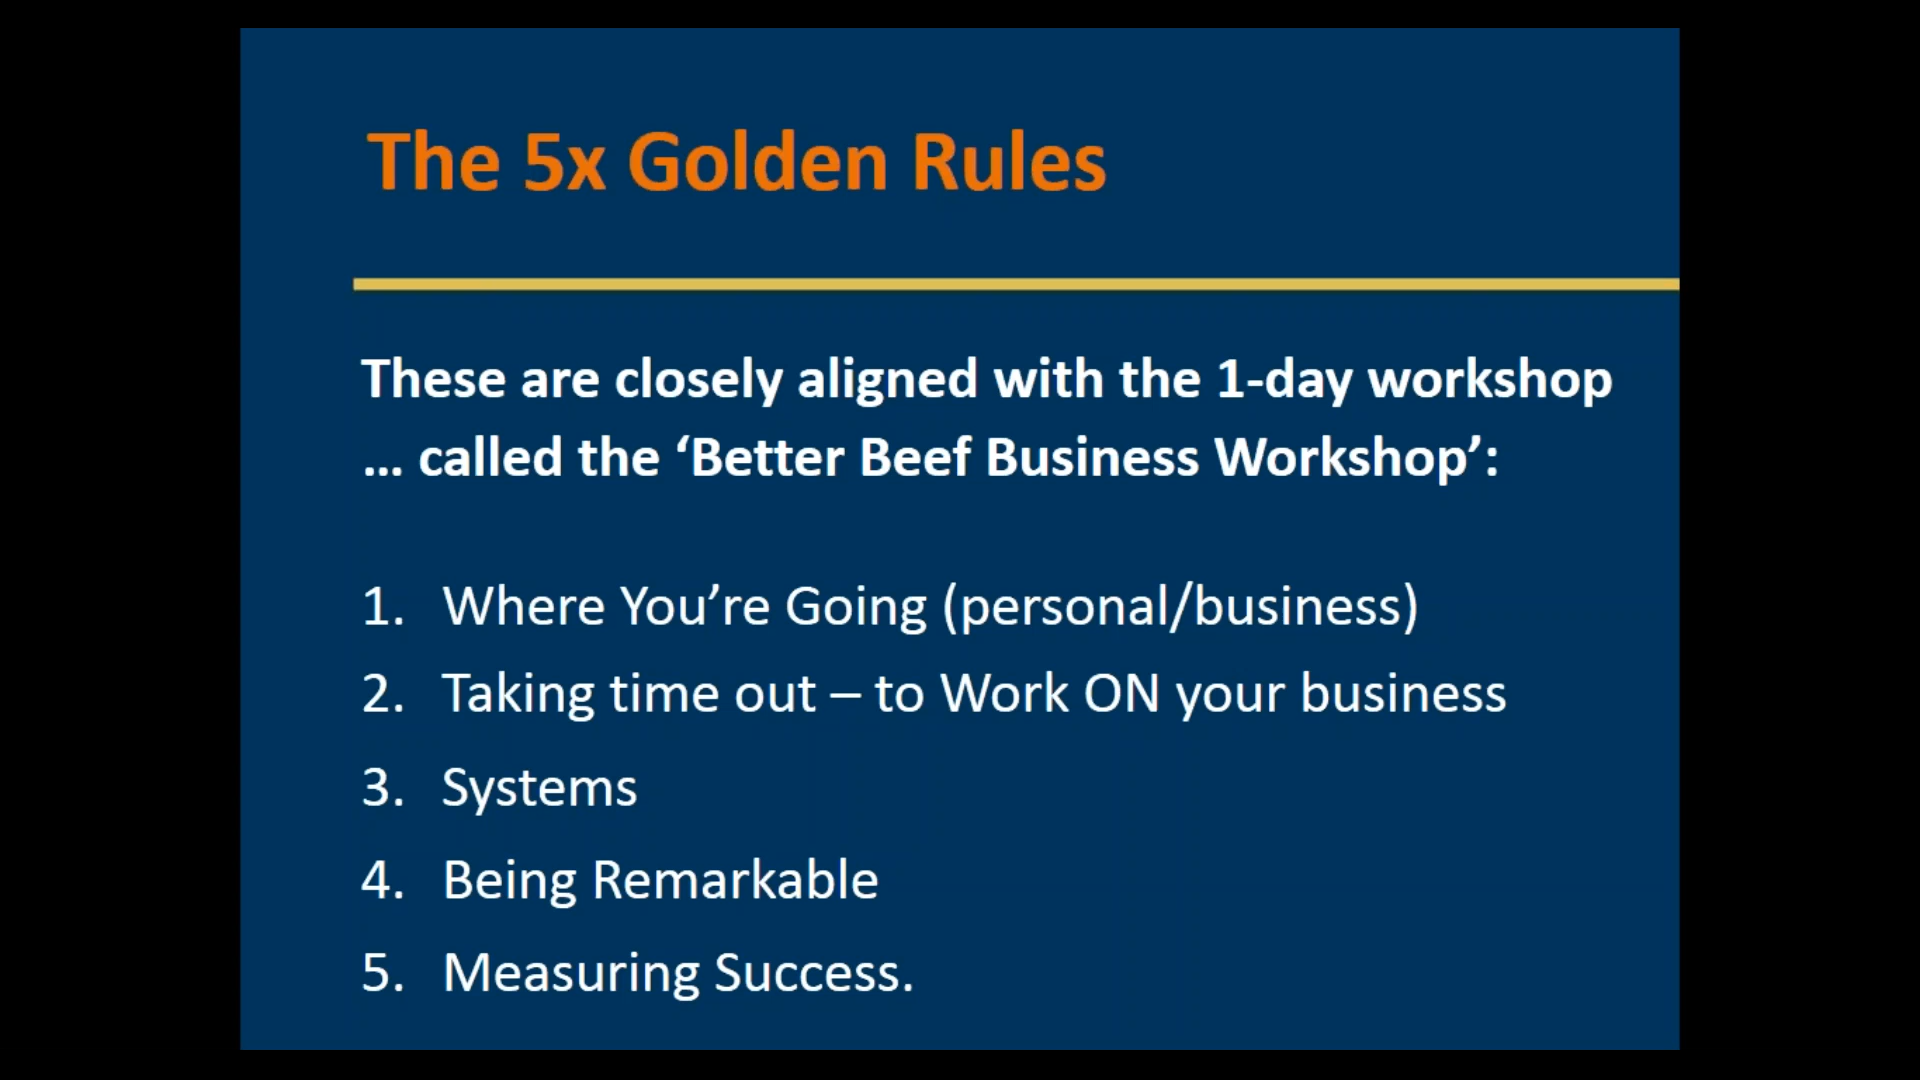 The 5x Golden Rules
These are closely aligned with the 1-day workshop
... called the ‘Better Beef Business Workshop’:
1. Where You’re Going (personal/business)
2. Taking time out – to Work ON your business
3. Systems
4. Being Remarkable
5. Measuring Success.